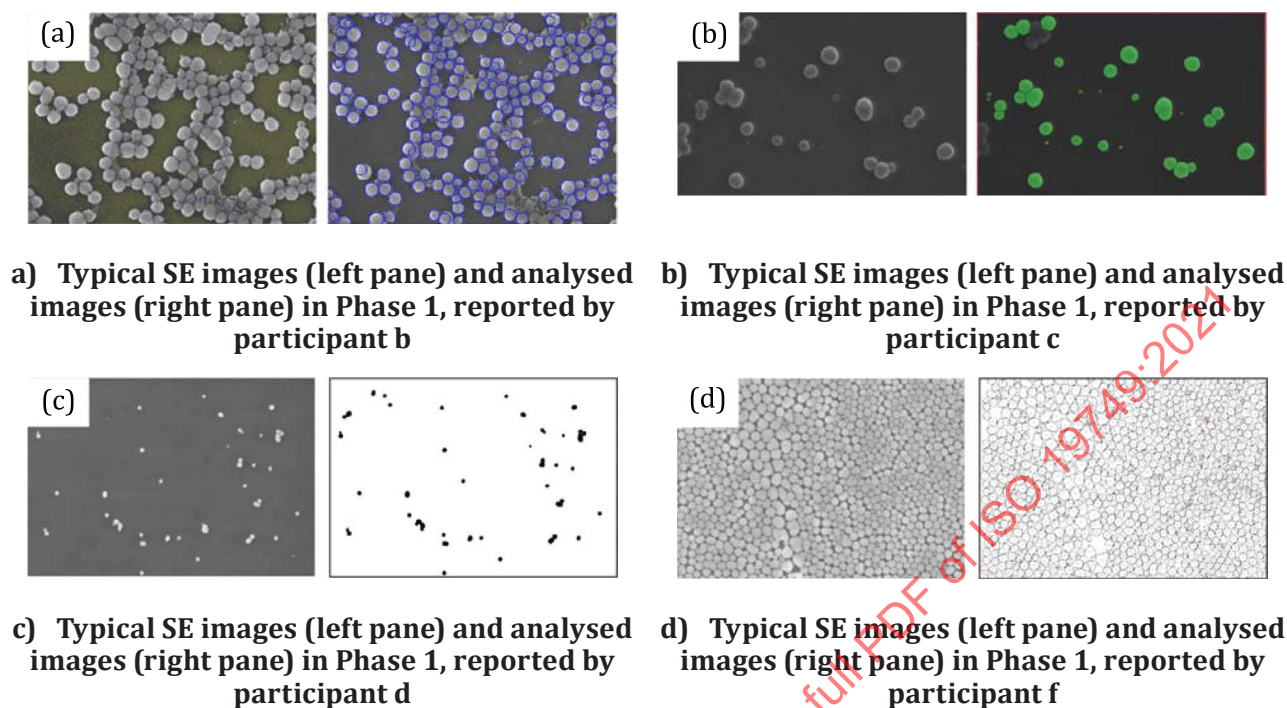 (a)
(b)
a) Typical SE images (left pane) and analysed
images (right pane) in Phase 1, reported by
participant b
b) Typical SE images (left pane) and analysed
images (right pane) in Phase 1, reported by
participant c
(c)
(d)
c) Typical SE images (left pane) and analysed
images (right pane) in Phase 1, reported by
participant d
d) Typical SE images (left pane) and analysed
images (right pane) in Phase 1, reported by
participant f
full PDF of ISO 19749:2021